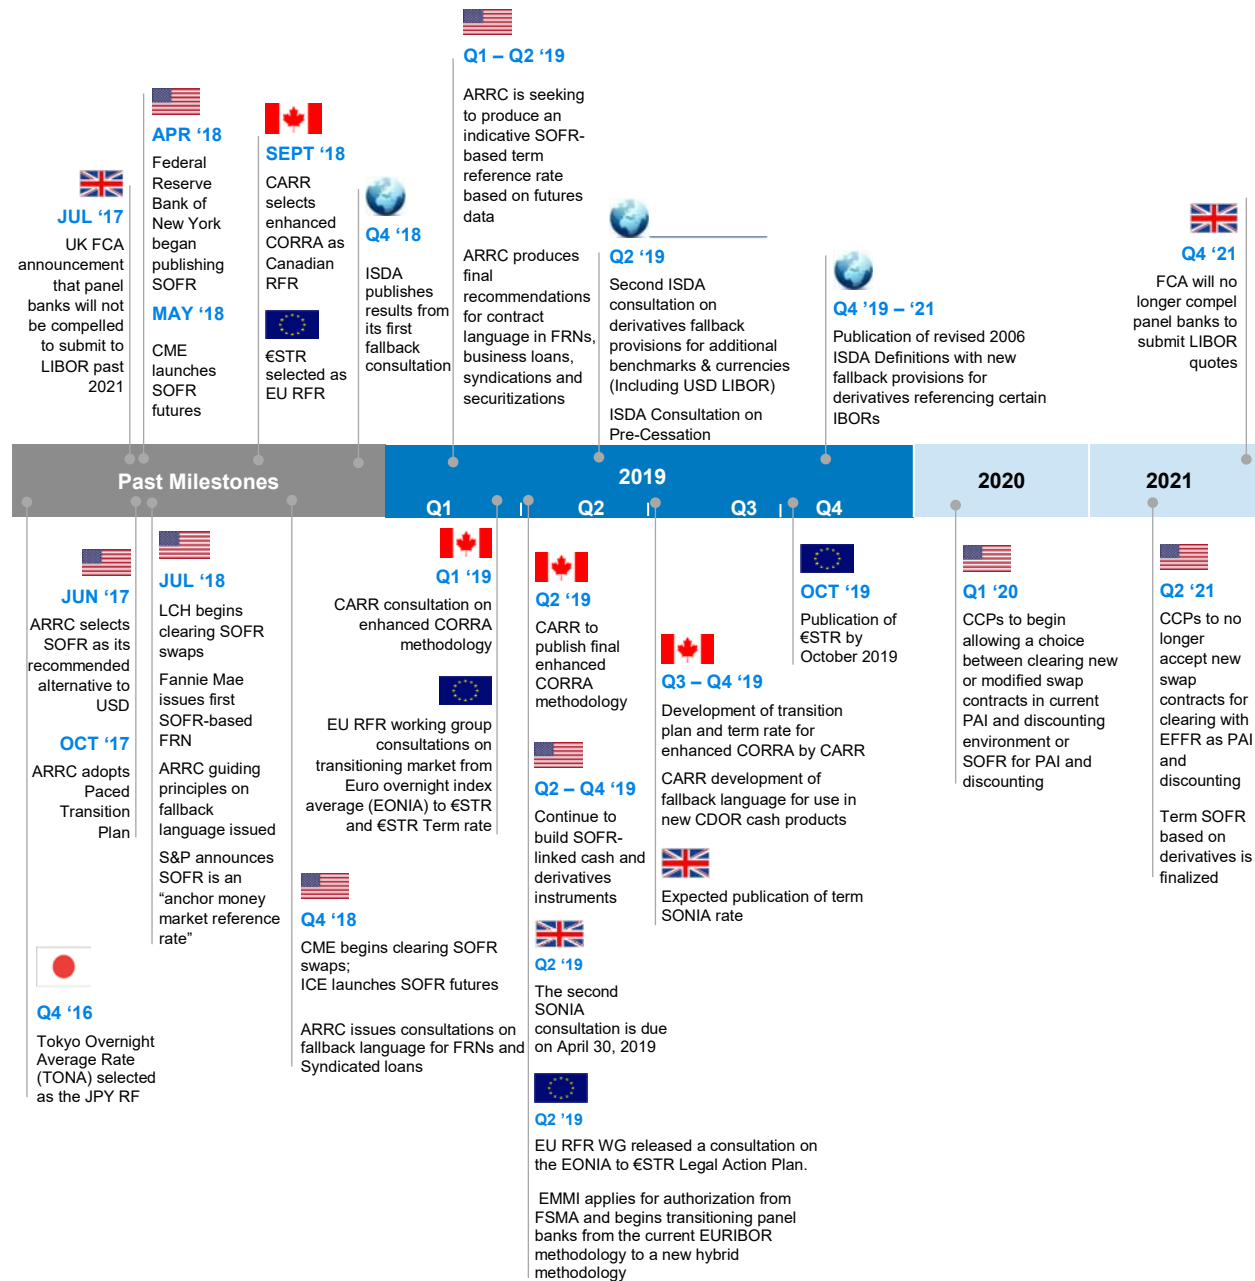 Q1 – Q2 ‘19
ARRC is seeking
to produce an
indicative SOFR-
based term
reference rate
based on futures
data
ARRC produces
final
recommendations
for contract
language in FRNs,
business loans,
syndications and
securitizations
APR ‘18
Federal
Reserve
Bank of
New York
began
publishing
SOFR
MAY ‘18
CME
launches
SOFR
futures
SEPT ‘18
CARR
selects
enhanced
CORRA as
Canadian
RFR
€STR
selected as
EU RFR
JUL ‘17
UK FCA
announcement
that panel
banks will not
be compelled
to submit to
LIBOR past
2021
Q4 ‘18
ISDA
publishes
results from
its first
fallback
consultation
Q2 ‘19
Second ISDA
consultation on
derivatives fallback
provisions for additional
benchmarks & currencies
(Including USD LIBOR)
ISDA Consultation on
Pre-Cessation
Q4 ‘19 – ‘21
Publication of revised 2006
ISDA Definitions with new
fallback provisions for
derivatives referencing certain
IBORs
Q4 ‘21
FCA will no
longer compel
panel banks to
submit LIBOR
quotes
Past Milestones
2019
2020
2021
Q1
Q2
Q3
Q4
JUN ‘17
ARRC selects
SOFR as its
recommended
alternative to
USD
OCT ‘17
ARRC adopts
Paced
Transition
Plan
JUL ‘18
LCH begins
clearing SOFR
swaps
Fannie Mae
issues first
SOFR-based
FRN
ARRC guiding
principles on
fallback
language issued
S&P announces
SOFR is an
“anchor money
market reference
rate”
Q4 ‘16
Tokyo Overnight
Average Rate
(TONA) selected
as the JPY RF
Q1 ‘19
CARR consultation on
enhanced CORRA
methodology
EU RFR working group
consultations on
transitioning market from
Euro overnight index
average (EONIA) to €STR
and €STR Term rate
Q4 ‘18
CME begins clearing SOFR
swaps;
ICE launches SOFR futures
ARRC issues consultations on
fallback language for FRNs and
Syndicated loans
Q2 ‘19
CARR to
publish final
enhanced
CORRA
methodology
Q2 – Q4 ‘19
Continue to
build SOFR-
linked cash and
derivatives
instruments
Q2 ’19
The second
SONIA
consultation is due
on April 30, 2019
Q2 ’19
EU RFR WG released a consultation on
the EONIA to €STR Legal Action Plan.
EMMI applies for authorization from
FSMA and begins transitioning panel
banks from the current EURIBOR
methodology to a new hybrid
methodology
Q3 – Q4 ‘19
Development of transition
plan and term rate for
enhanced CORRA by CARR
CARR development of
fallback language for use in
new CDOR cash products
Expected publication of term
SONIA rate
OCT ‘19
Publication of
€STR by
October 2019
Q1 ‘20
CCPs to begin
allowing a choice
between clearing new
or modified swap
contracts in current
PAI and discounting
environment or
SOFR for PAI and
discounting
Q2 ‘21
CCPs to no
longer
accept new
swap
contracts for
clearing with
EFFR as PAI
and
discounting
Term SOFR
based on
derivatives is
finalized